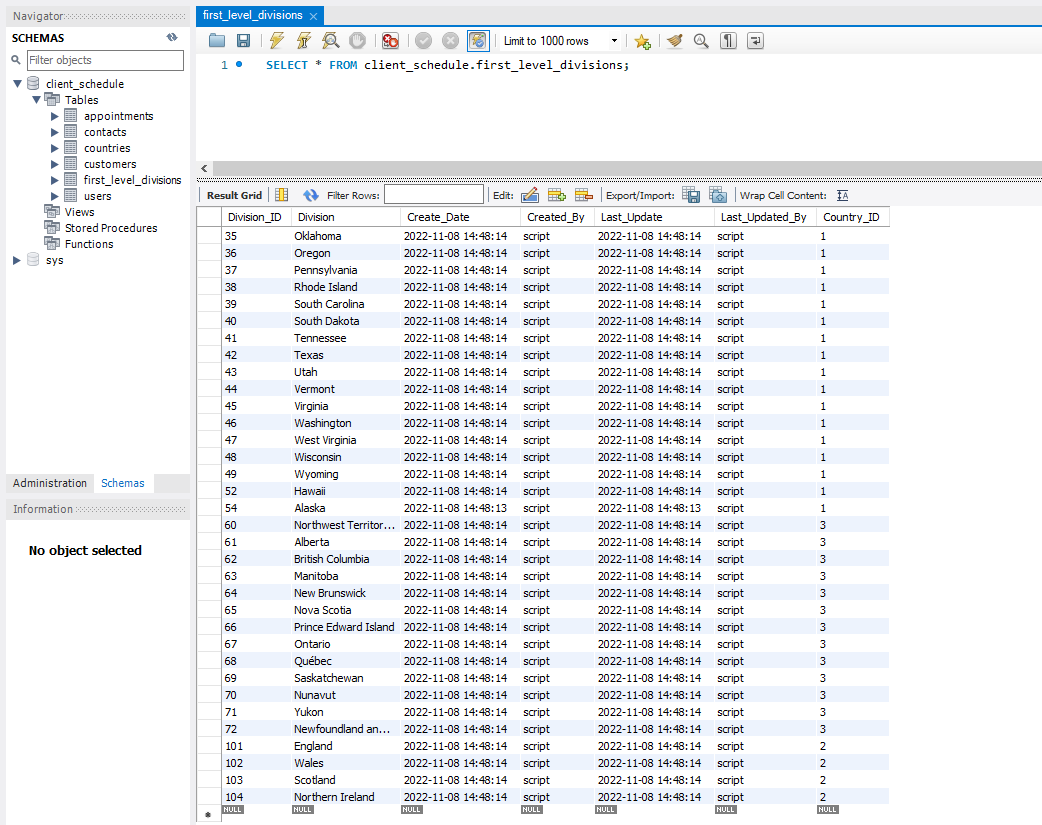 Navigator
SCHEMAS
Filter objects
client_schedule
Tables
appointments
contacts
countries
customers
first_level_divisions
users
Views
Stored Procedures
Functions
sys
Administration Schemas
Information
No object selected
first_level_divisions
Limit to 1000 rows
1 SELECT * FROM client_schedule.first_level_divisions;
Result Grid Filter Rows: Edit: Export/Import: Wrap Cell Content:
Division_ID Division Create_Date Created_By Last_Update Last_Updated_By Country_ID
35 Oklahoma 2022-11-08 14:48:14 script 2022-11-08 14:48:14 script 1
36 Oregon 2022-11-08 14:48:14 script 2022-11-08 14:48:14 script 1
37 Pennsylvania 2022-11-08 14:48:14 script 2022-11-08 14:48:14 script 1
38 Rhode Island 2022-11-08 14:48:14 script 2022-11-08 14:48:14 script 1
39 South Carolina 2022-11-08 14:48:14 script 2022-11-08 14:48:14 script 1
40 South Dakota 2022-11-08 14:48:14 script 2022-11-08 14:48:14 script 1
41 Tennessee 2022-11-08 14:48:14 script 2022-11-08 14:48:14 script 1
42 Texas 2022-11-08 14:48:14 script 2022-11-08 14:48:14 script 1
43 Utah 2022-11-08 14:48:14 script 2022-11-08 14:48:14 script 1
44 Vermont 2022-11-08 14:48:14 script 2022-11-08 14:48:14 script 1
45 Virginia 2022-11-08 14:48:14 script 2022-11-08 14:48:14 script 1
46 Washington 2022-11-08 14:48:14 script 2022-11-08 14:48:14 script 1
47 West Virginia 2022-11-08 14:48:14 script 2022-11-08 14:48:14 script 1
48 Wisconsin 2022-11-08 14:48:14 script 2022-11-08 14:48:14 script 1
49 Wyoming 2022-11-08 14:48:14 script 2022-11-08 14:48:14 script 1
52 Hawaii 2022-11-08 14:48:14 script 2022-11-08 14:48:14 script 1
54 Alaska 2022-11-08 14:48:13 script 2022-11-08 14:48:13 script 1
60 Northwest Territor... 2022-11-08 14:48:14 script 2022-11-08 14:48:14 script 3
61 Alberta 2022-11-08 14:48:14 script 2022-11-08 14:48:14 script 3
62 British Columbia 2022-11-08 14:48:14 script 2022-11-08 14:48:14 script 3
63 Manitoba 2022-11-08 14:48:14 script 2022-11-08 14:48:14 script 3
64 New Brunswick 2022-11-08 14:48:14 script 2022-11-08 14:48:14 script 3
65 Nova Scotia 2022-11-08 14:48:14 script 2022-11-08 14:48:14 script 3
66 Prince Edward Island 2022-11-08 14:48:14 script 2022-11-08 14:48:14 script 3
67 Ontario 2022-11-08 14:48:14 script 2022-11-08 14:48:14 script 3
68 Québec 2022-11-08 14:48:14 script 2022-11-08 14:48:14 script 3
69 Saskatchewan 2022-11-08 14:48:14 script 2022-11-08 14:48:14 script 3
70 Nunavut 2022-11-08 14:48:14 script 2022-11-08 14:48:14 script 3
71 Yukon 2022-11-08 14:48:14 script 2022-11-08 14:48:14 script 3
72 Newfoundland an... 2022-11-08 14:48:14 script 2022-11-08 14:48:14 script 3
101 England 2022-11-08 14:48:14 script 2022-11-08 14:48:14 script 2
102 Wales 2022-11-08 14:48:14 script 2022-11-08 14:48:14 script 2
103 Scotland 2022-11-08 14:48:14 script 2022-11-08 14:48:14 script 2
104 Northern Ireland 2022-11-08 14:48:14 script 2022-11-08 14:48:14 script 2
NULL NULL NULL NULL NULL NULL NULL